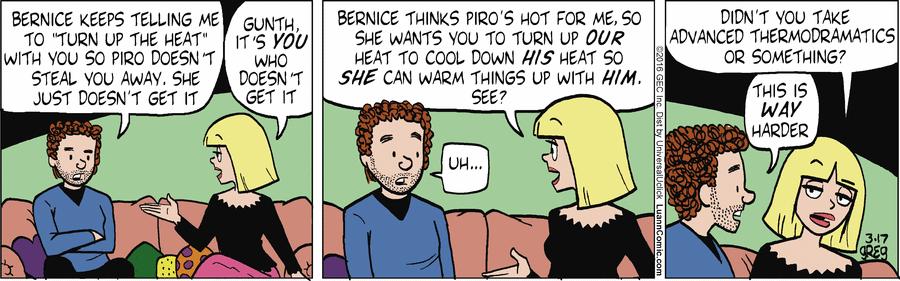 BERNICE KEEPS TELLING ME
TO "TURN UP THE HEAT"
WITH YOU SO PIRO DOESN'T
STEAL YOU AWAY. SHE
JUST DOESN'T GET IT
GUNTH,
IT'S YOU
WHO
DOESN'T
GET IT
BERNICE THINKS PIRO'S HOT FOR ME, SO
SHE WANTS YOU TO TURN UP OUR
HEAT TO COOL DOWN HIS HEAT SO
SHE CAN WARM THINGS UP WITH HIM.
SEE?
UH...
©2016 GEC Inc. Dist by UniversalUclick LuannComic.com
DIDN'T YOU TAKE
ADVANCED THERMODRAMATICS
OR SOMETHING?
THIS IS
WAY
HARDER
3·17
GREG